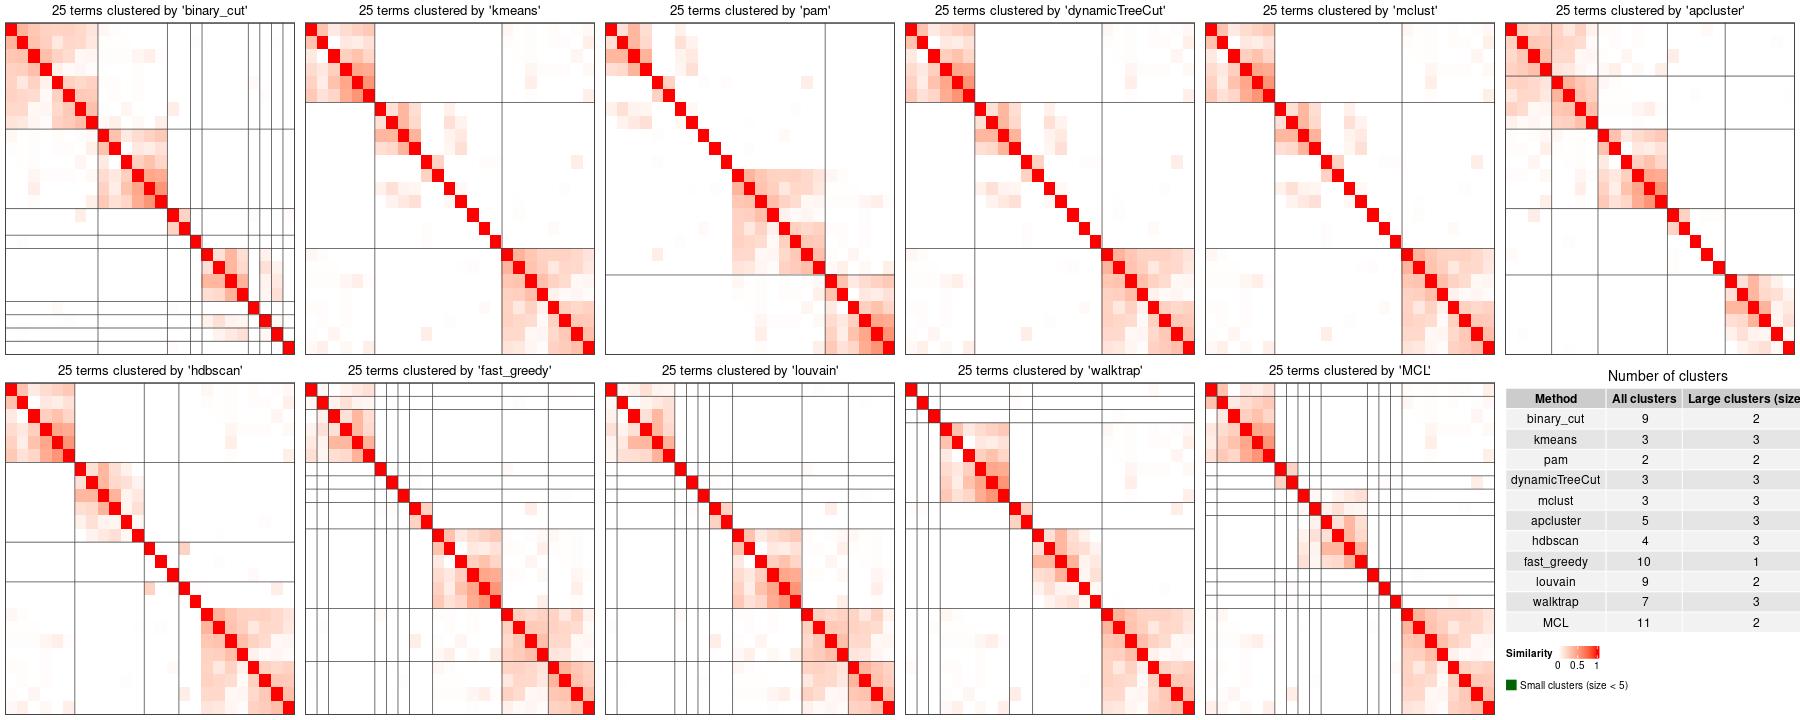 25 terms clustered by 'binary_cut'
25 terms clustered by 'kmeans'
25 terms clustered by 'pam'
25 terms clustered by 'dynamicTreeCut'
25 terms clustered by 'mclust'
25 terms clustered by 'apcluster'
25 terms clustered by 'hdbscan'
25 terms clustered by 'fast_greedy'
25 terms clustered by 'louvain'
25 terms clustered by 'walktrap'
25 terms clustered by 'MCL'
Number of clusters
Method All clusters Large clusters (size
binary_cut 9 2
kmeans 3 3
pam 2 2
dynamicTreeCut 3 3
mclust 3 3
apcluster 5 3
hdbscan 4 3
fast_greedy 10 1
louvain 9 2
walktrap 7 3
MCL 11 2
Similarity
0 0.5 1
Small clusters (size < 5)